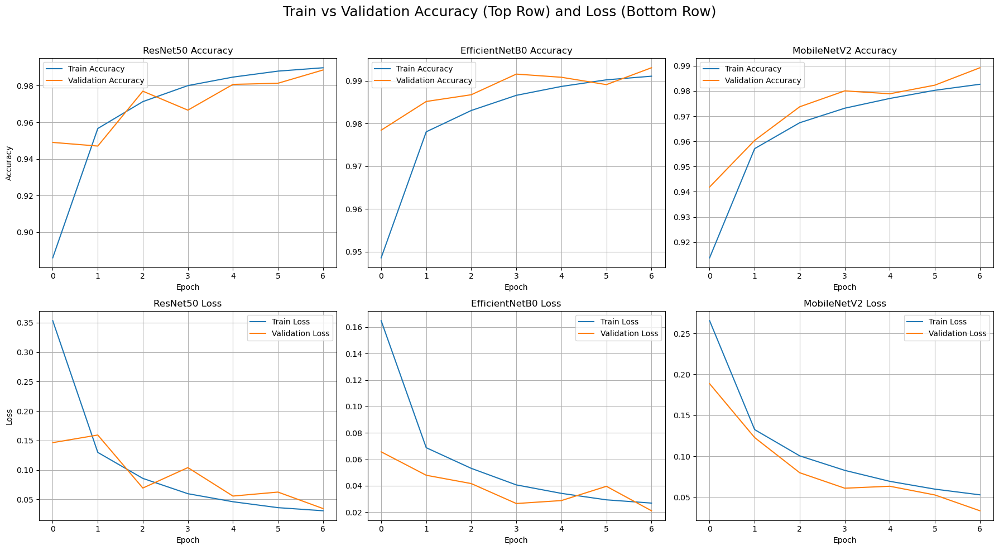 Train vs Validation Accuracy (Top Row) and Loss (Bottom Row)
ResNet50 Accuracy
Train Accuracy
Validation Accuracy
Accuracy
0.98
0.96
0.94
0.92
0.90
0 1 2 3 4 5 6
Epoch
EfficientNetB0 Accuracy
Train Accuracy
Validation Accuracy
0.99
0.98
0.97
0.96
0.95
0 1 2 3 4 5 6
Epoch
MobileNetV2 Accuracy
Train Accuracy
Validation Accuracy
0.99
0.98
0.97
0.96
0.95
0.94
0.93
0.92
0 1 2 3 4 5 6
Epoch
ResNet50 Loss
Train Loss
Validation Loss
Loss
0.35
0.30
0.25
0.20
0.15
0.10
0.05
0 1 2 3 4 5 6
Epoch
EfficientNetB0 Loss
Train Loss
Validation Loss
0.16
0.14
0.12
0.10
0.08
0.06
0.04
0.02
0 1 2 3 4 5 6
Epoch
MobileNetV2 Loss
Train Loss
Validation Loss
0.25
0.20
0.15
0.10
0.05
0 1 2 3 4 5 6
Epoch